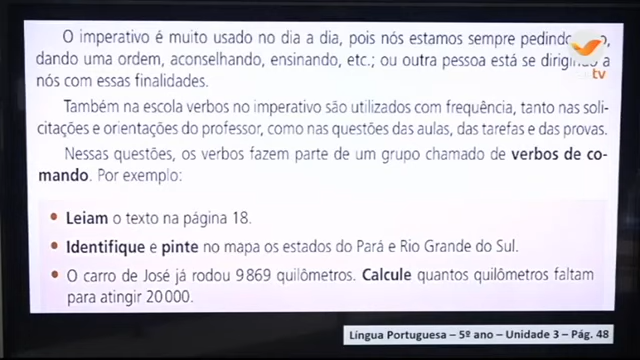 O imperativo é muito usado no dia a dia, pois nós estamos sempre pedindo
dando uma ordem, aconselhando, ensinando, etc.; ou outra pessoa está se dirigindo a
nós com essas finalidades.
Também na escola verbos no imperativo são utilizados com frequência, tanto nas soli-
citações e orientações do professor, como nas questões das aulas, das tarefas e das provas.
Nessas questões, os verbos fazem parte de um grupo chamado de verbos de co-
mando. Por exemplo:
• Leiam o texto na página 18.
• Identifique e pinte no mapa os estados do Pará e Rio Grande do Sul.
• O carro de José já rodou 9 869 quilômetros. Calcule quantos quilômetros faltam
para atingir 20 000.
Língua Portuguesa – 5º ano – Unidade 3 – Pág. 48
tv